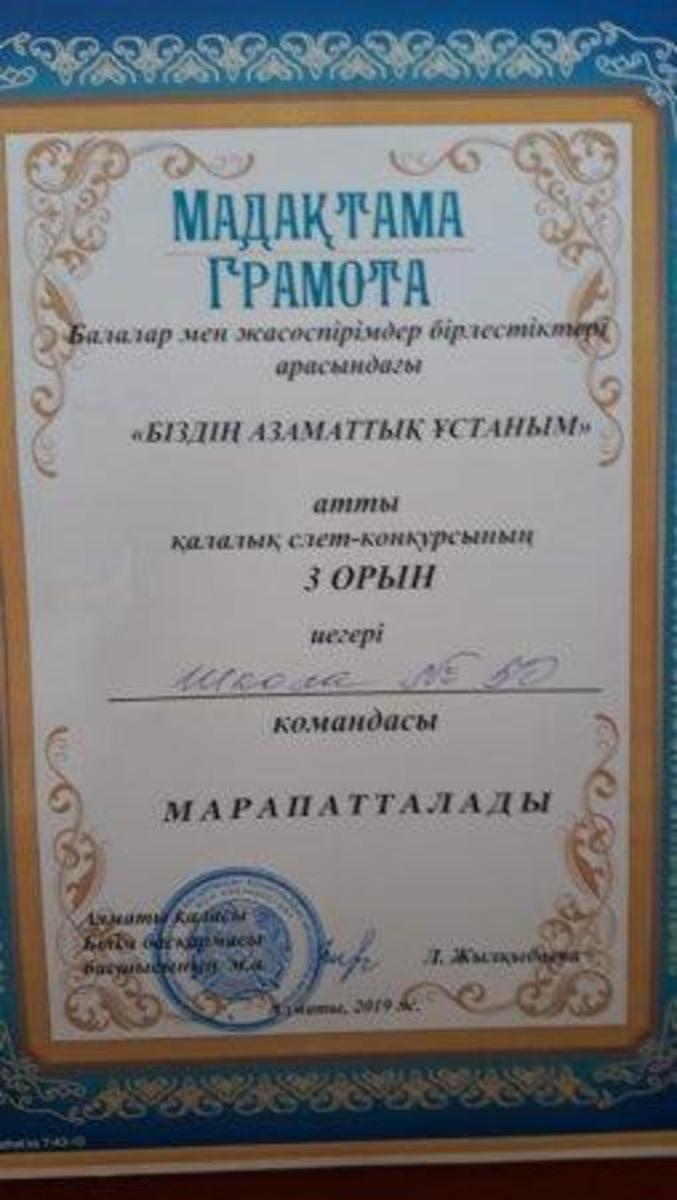 МАДАҚТАМА
ГРАМОТА
Балалар мен жасөспірімдер бірлестіктері
арасындағы
«БІЗДІҢ АЗАМАТТЫҚ ҰСТАНЫМ»
атты
қалалық слет-конкурсының
3 ОРЫН
иегері
школа № 50
командасы
МАРАПАТТАЛАДЫ
Алматы қаласы
Білім басқармасы
басшысының м.а.
Л. Жылқыбаева
Алматы, 2019 ж.